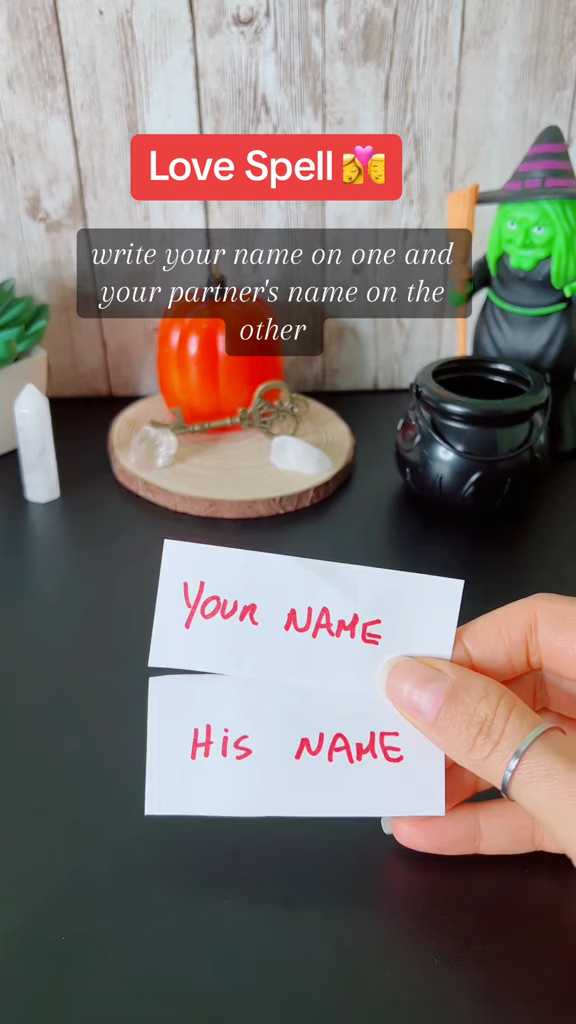 Love Spell 💏
write your name on one and
your partner's name on the
other
YOUR NAME
HiS NAME